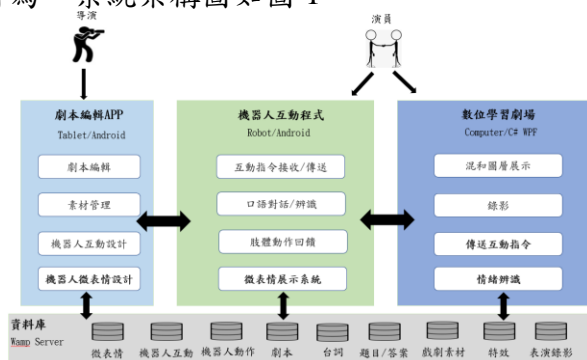 為 系統架構圖如圖 1
導演
演員
劇本編輯APP
Tablet/Android
劇本編輯
素材管理
機器人互動設計
機器人微表情設計
機器人互動程式
Robot/Android
互動指令接收/傳送
口語對話/辨識
肢體動作回饋
微表情展示系統
數位學習劇場
Computer/C# WPF
混和圖層展示
錄影
傳送互動指令
情緒辨識
資料庫
Wamp Server
微表情
機器人互動
機器人動作
劇本
台詞
題目/答案
戲劇素材
特效
表演錄影